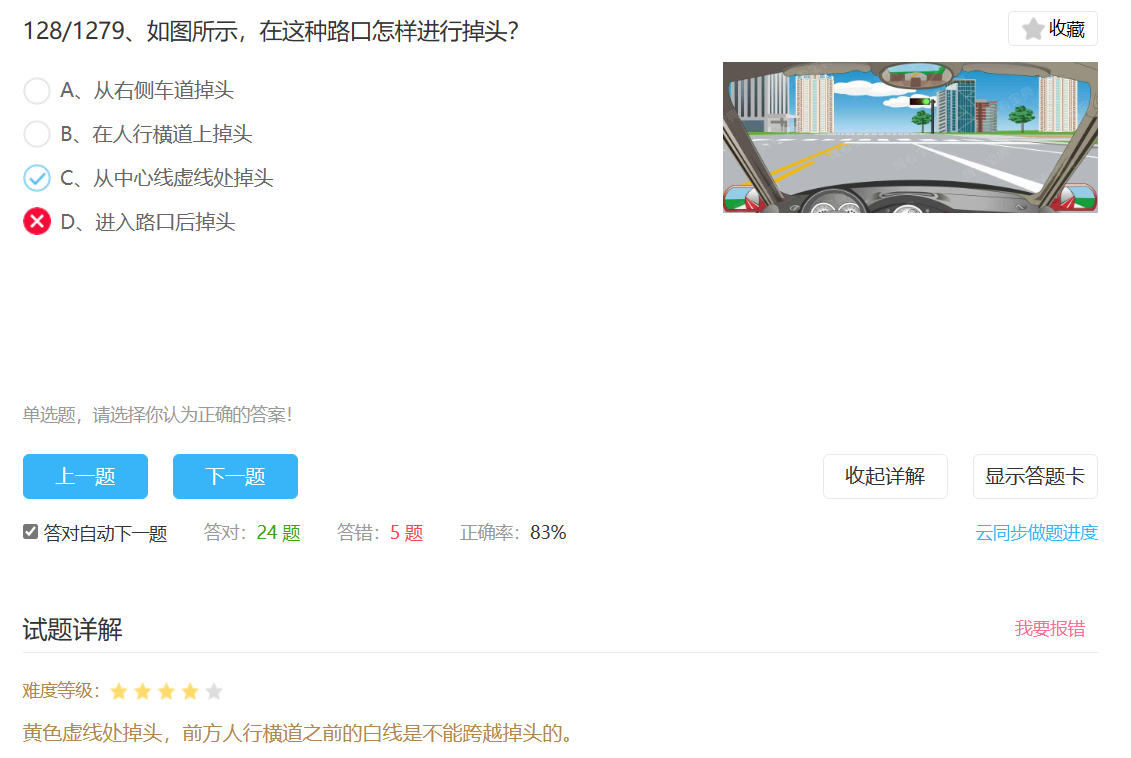 128/1279、如图所示，在这种路口怎样进行掉头？
收藏
A、从右侧车道掉头
B、在人行横道上掉头
C、从中心线虚线处掉头
D、进入路口后掉头
单选题，请选择你认为正确的答案！
上一题 下一题 收起详解 显示答题卡
答对自动下一题 答对：24 题 答错：5 题 正确率：83% 云同步做题进度
试题详解 我要报错
难度等级：
黄色虚线处掉头，前方人行横道之前的白线是不能跨越掉头的。